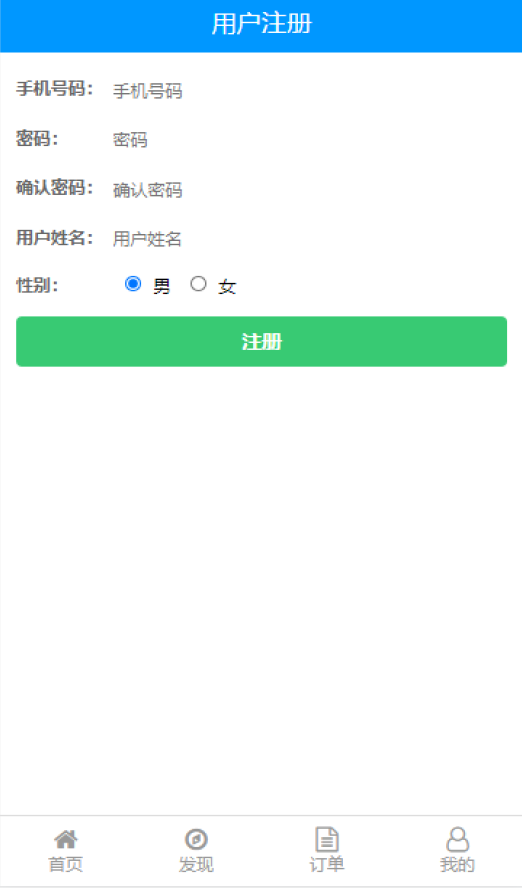 用户注册
手机号码： 手机号码
密码： 密码
确认密码： 确认密码
用户姓名： 用户姓名
性别： 男 女
注册
首页 发现 订单 我的